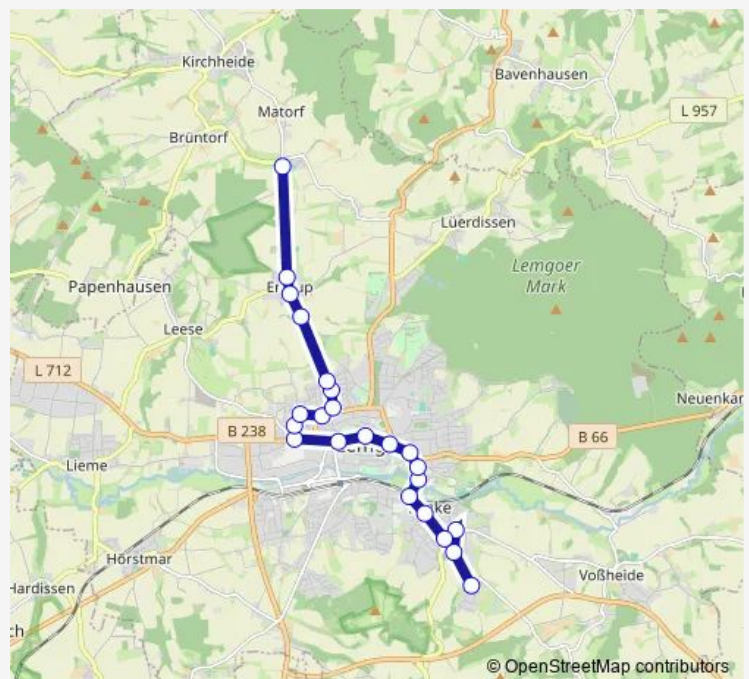 Kirchheide
Bavenhausen
L 957
Matorf
Brüntorf
Lüerdissen
Lemgoer
Mark
Papenhausen
Leese
L 712
Neuenkar
B 238
B 66
Lieme
Hörstmar
Voßheide
Hardissen
ch
© OpenStreetMap contributors